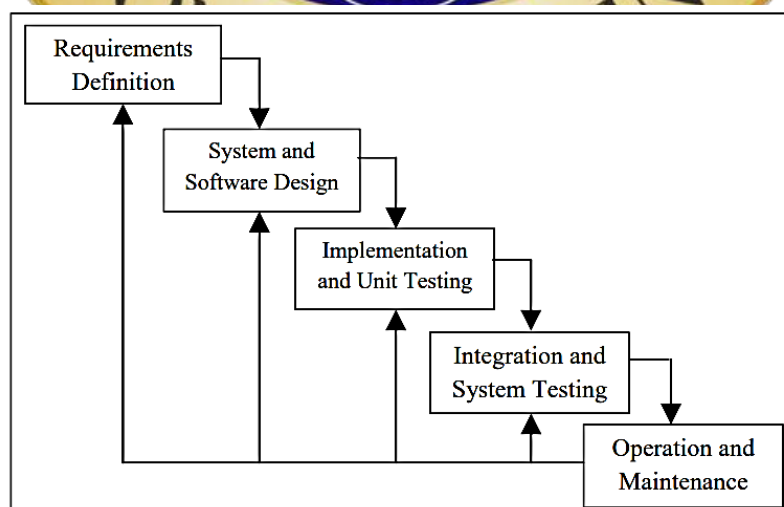 Requirements
Definition
System and
Software Design
Implementation
and Unit Testing
Integration and
System Testing
Operation and
Maintenance